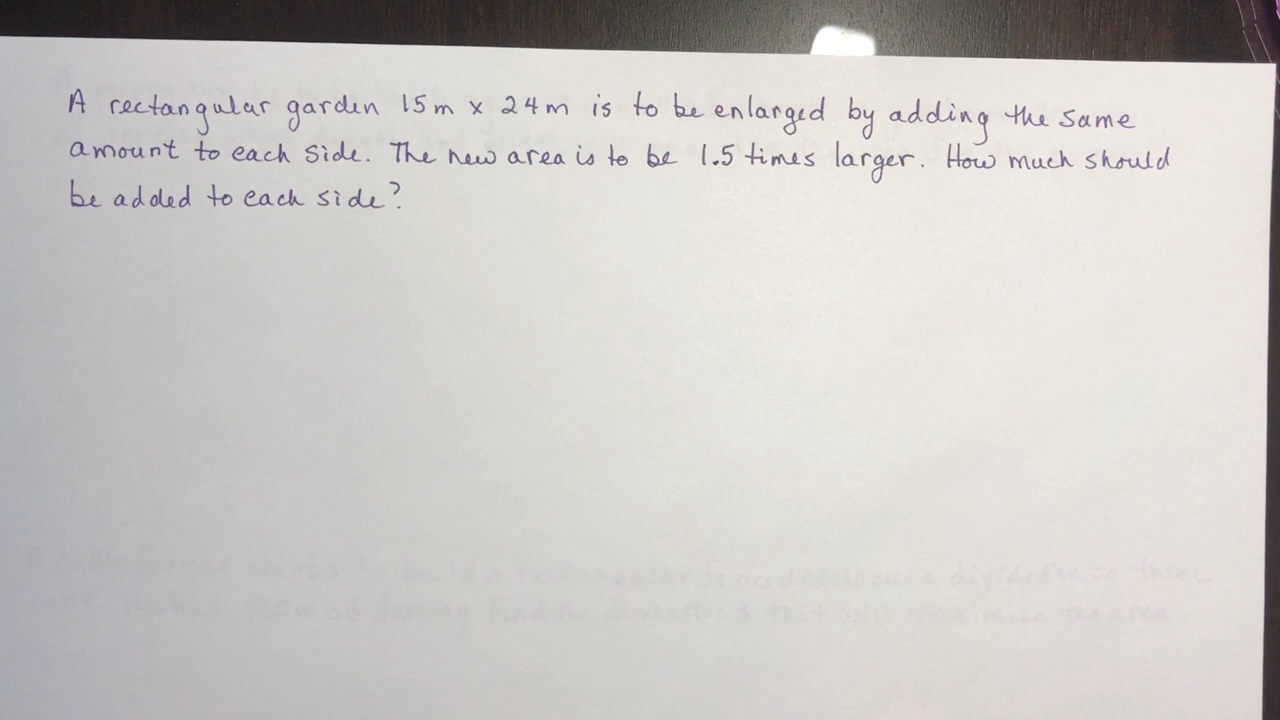 A rectangular garden 15m x 24m is to be enlarged by adding the same
amount to each side. The new area is to be 1.5 times larger. How much should
be added to each side?